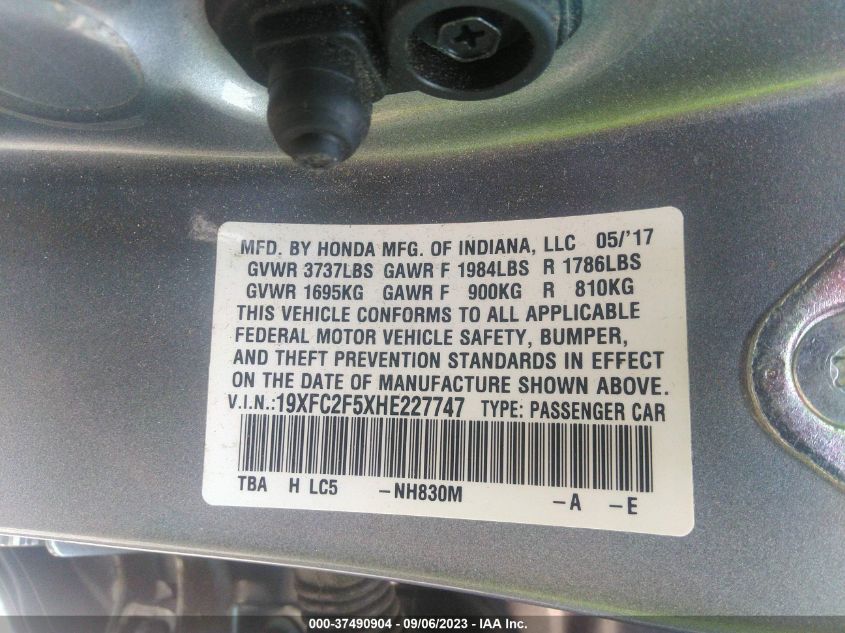 MFD. BY HONDA MFG. OF INDIANA, LLC 05/'17
GVWR 3737LBS GAWR F 1984LBS R 1786LBS
GVWR 1695KG GAWR F 900KG R 810KG
THIS VEHICLE CONFORMS TO ALL APPLICABLE
FEDERAL MOTOR VEHICLE SAFETY, BUMPER,
AND THEFT PREVENTION STANDARDS IN EFFECT
ON THE DATE OF MANUFACTURE SHOWN ABOVE.
V.I.N.:19XFC2F5XHE227747 TYPE: PASSENGER CAR
TBA H LC5 -NH830M -A -E
000-37490904 - 09/06/2023 - IAA Inc.